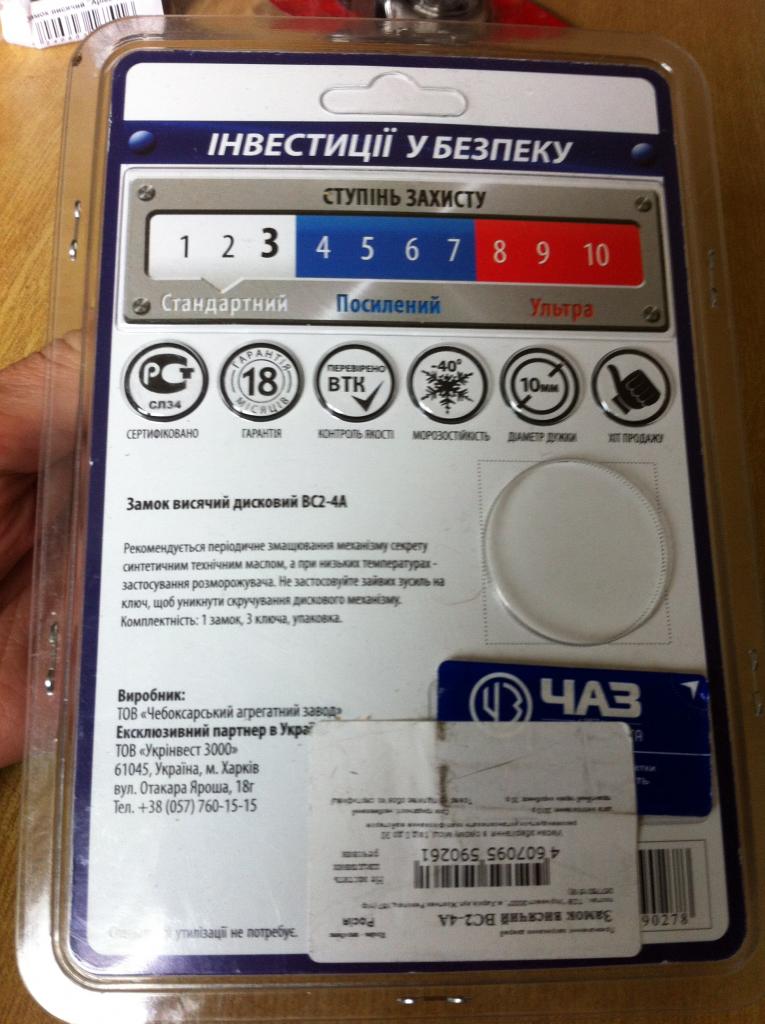 ІНВЕСТИЦІЇ У БЕЗПЕКУ
СТУПІНЬ ЗАХИСТУ
1 2 3 4 5 6 7 8 9 10
Стандартний Посилений Ультра
РСТ
СЛ34
ГАРАНТІЯ
18
МІСЯЦІВ
ПЕРЕВІРЕНО
ВТК
-40°
10мм
СЕРТИФІКОВАНО ГАРАНТІЯ КОНТРОЛЬ ЯКОСТІ МОРОЗОСТІЙКІСТЬ ДІАМЕТР ДУЖКИ ХІТ ПРОДАЖУ
Замок висячий дисковий ВС2-4А
Рекомендується періодичне змащювання механізму секрету
синтетичним технічним маслом, а при низьких температурах -
застосування розморожувача. Не застосовуйте зайвих зусиль на
ключ, щоб уникнути скручування дискового механізму.
Комплектність: 1 замок, 3 ключа, упаковка.
Виробник:
ТОВ «Чебоксарський агрегатний завод»
Ексклюзивний партнер в Укра
ТОВ «Укрінвест 3000»
61045, Україна, м. Харків
вул. Отакара Яроша, 18г
Тел. +38 (057) 760-15-15
ЧАЗ
Замок висячий ВС2-4А
Росія
4 607095 590261
90278
утилізації не потребує.